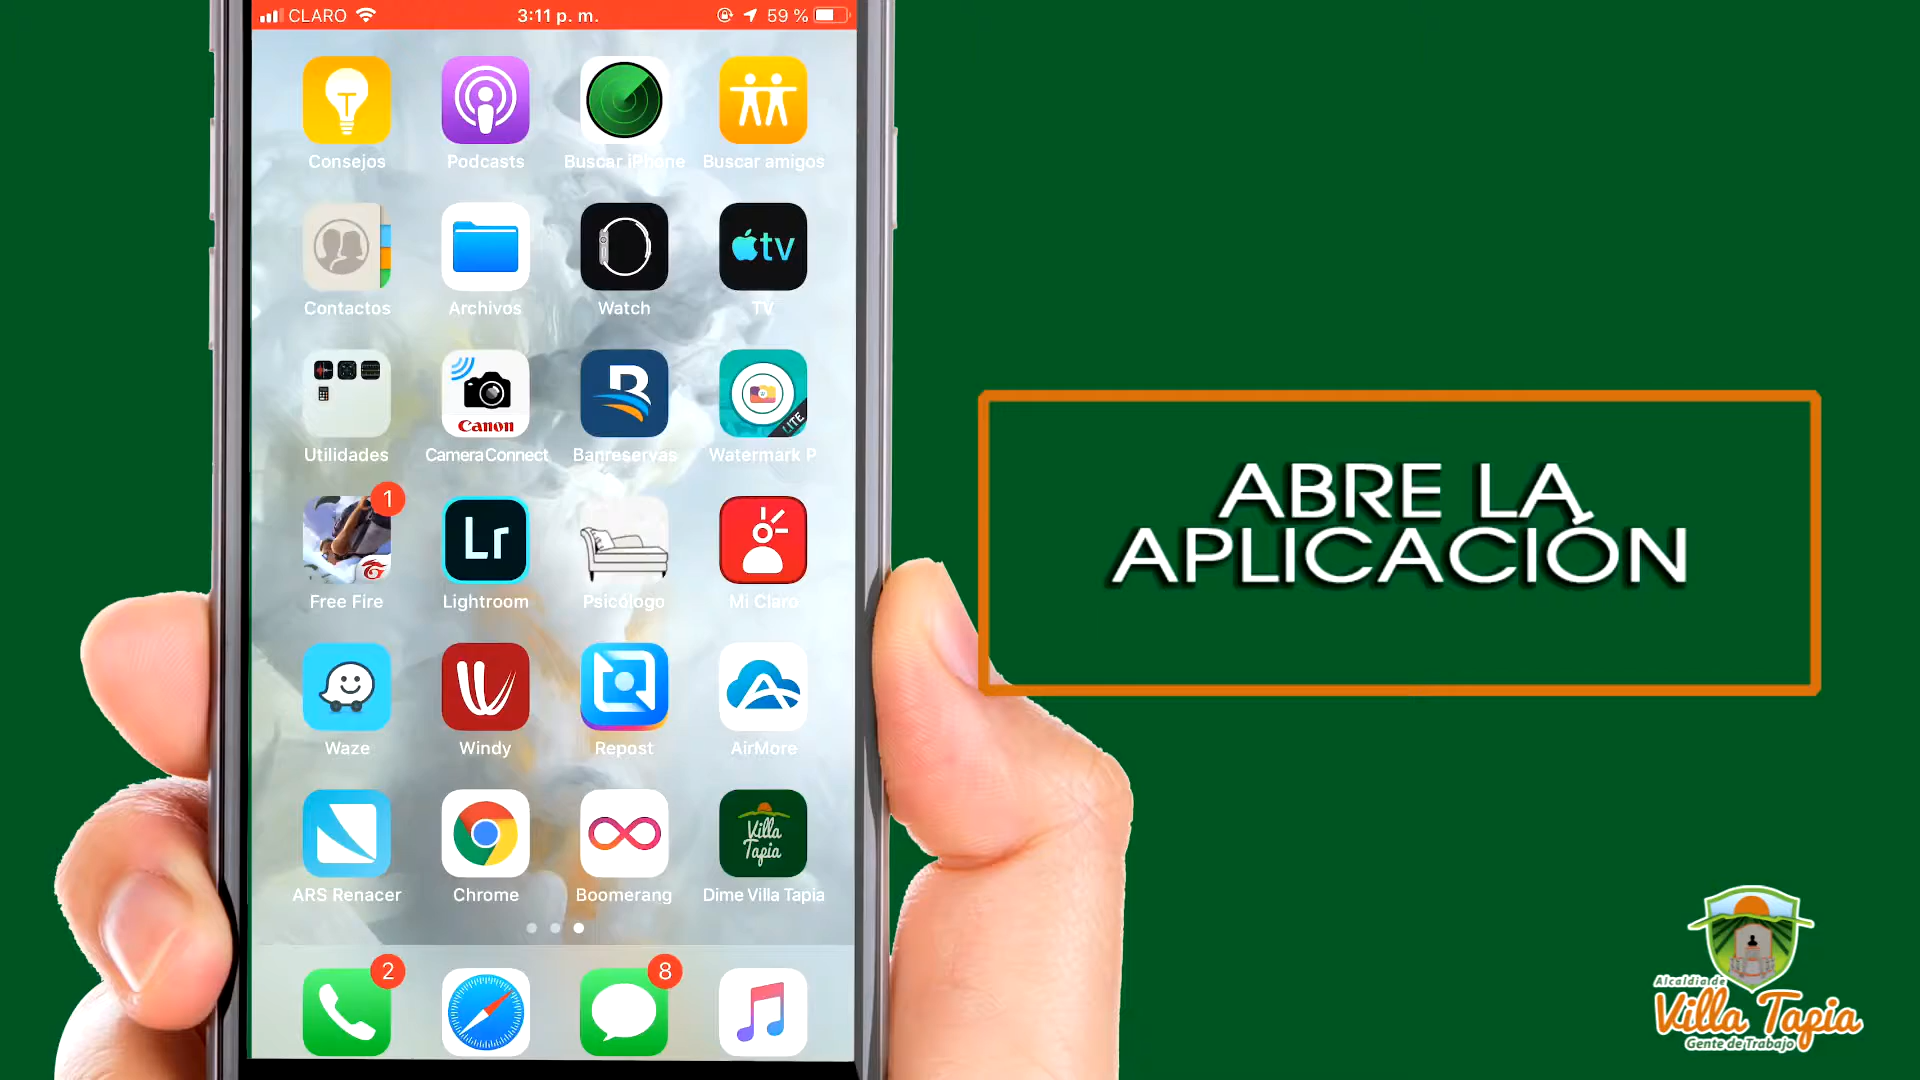 CLARO
3:11 p. m.
59 %
Consejos
Podcasts
Buscar iPhone
Buscar amigos
tv
Contactos
Archivos
Watch
TV
Canon
LITE
Utilidades
CameraConnect
Banreservas
Watermark P
1
Lr
Free Fire
Lightroom
Psicólogo
Mi Claro
Waze
Windy
Repost
AirMore
Villa
Tapia
ARS Renacer
Chrome
Boomerang
Dime Villa Tapia
2
8
ABRE LA
APLICACIÓN
Alcaldia de
Villa Tapia
Gente de Trabajo